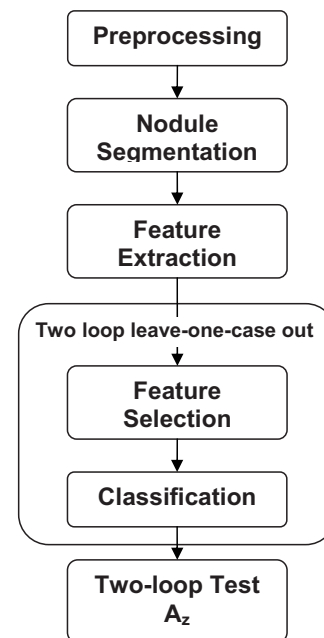 Preprocessing
Nodule
Segmentation
Feature
Extraction
Two loop leave-one-case out
Feature
Selection
Classification
Two-loop Test
Az